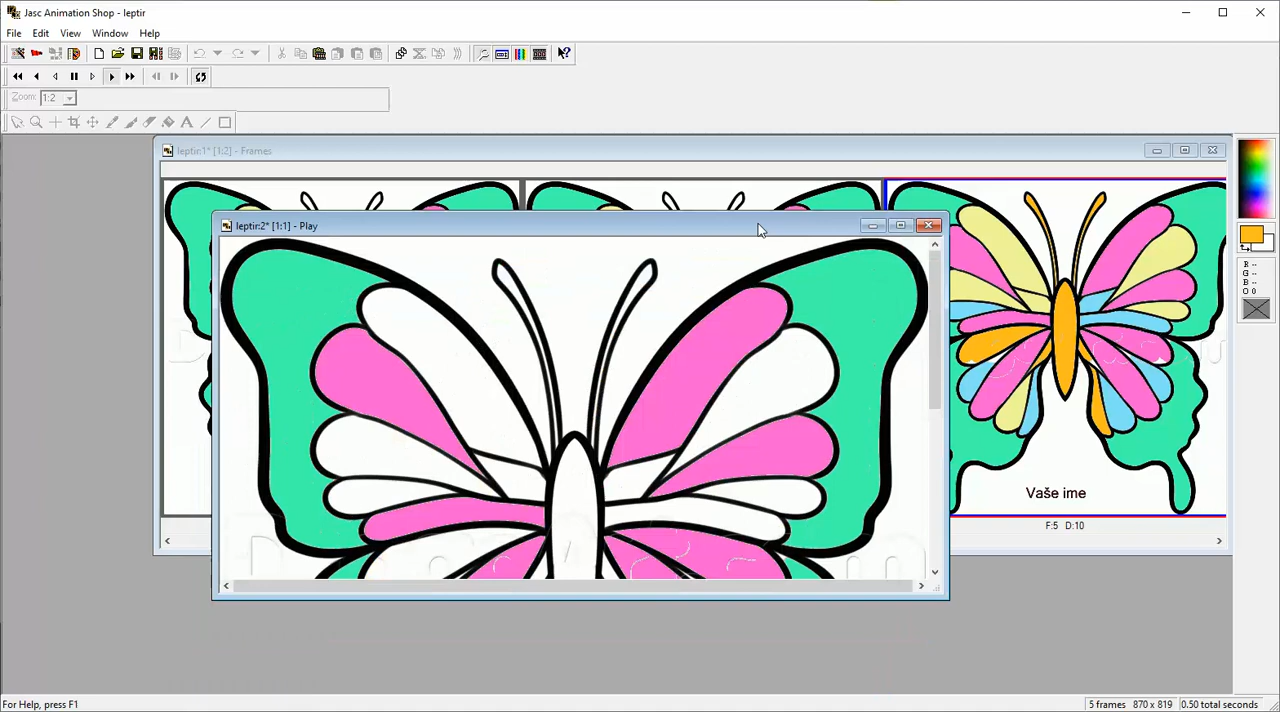 Jasc Animation Shop - leptir
File Edit View Window Help
Zoom: 1:2
leptir:1* [1:2] - Frames
leptir:2* [1:1] - Play
Vaše ime
F:5 D:10
R --
G --
B --
O 0
For Help, press F1
5 frames 870 x 819 0.50 total seconds